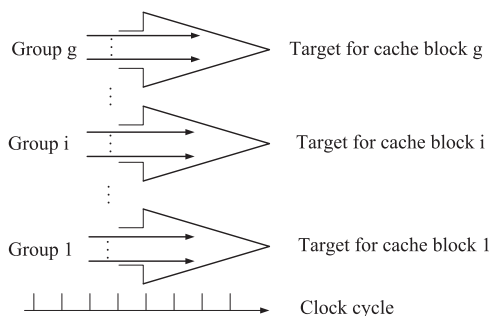 Group g Target for cache block g
Group i Target for cache block i
Group 1 Target for cache block 1
Clock cycle